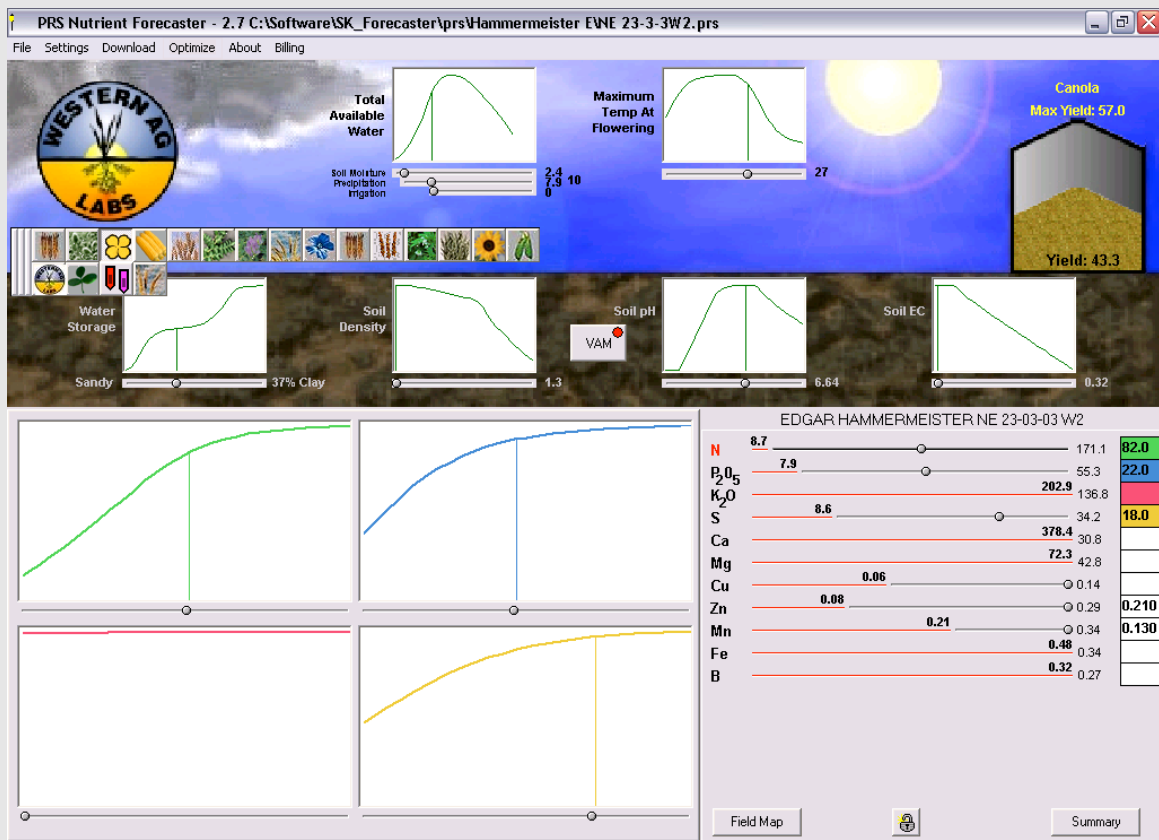 PRS Nutrient Forecaster - 2.7 C:\Software\SK_Forecaster\prs\Hammermeister E\NE 23-3-3W2.prs
File Settings Download Optimize About Billing
WESTERN AG
LABS
Total
Available
Water
Soil Moisture 2.4
Precipitation 7.9 10
Irrigation 0
Maximum
Temp At
Flowering
27
Canola
Max Yield: 57.0
Yield: 43.3
WESTERN
LABS
Water
Storage
Sandy 37% Clay
Soil
Density
1.3
VAM
Soil pH
6.64
Soil EC
0.32
EDGAR HAMMERMEISTER NE 23-03-03 W2
N 8.7 171.1 82.0
P2O5 7.9 55.3 22.0
K2O 202.9 136.8
S 8.6 34.2 18.0
Ca 378.4 30.8
Mg 72.3 42.8
Cu 0.06 0.14
Zn 0.08 0.29 0.210
Mn 0.21 0.34 0.130
Fe 0.48 0.34
B 0.32 0.27
Field Map Summary